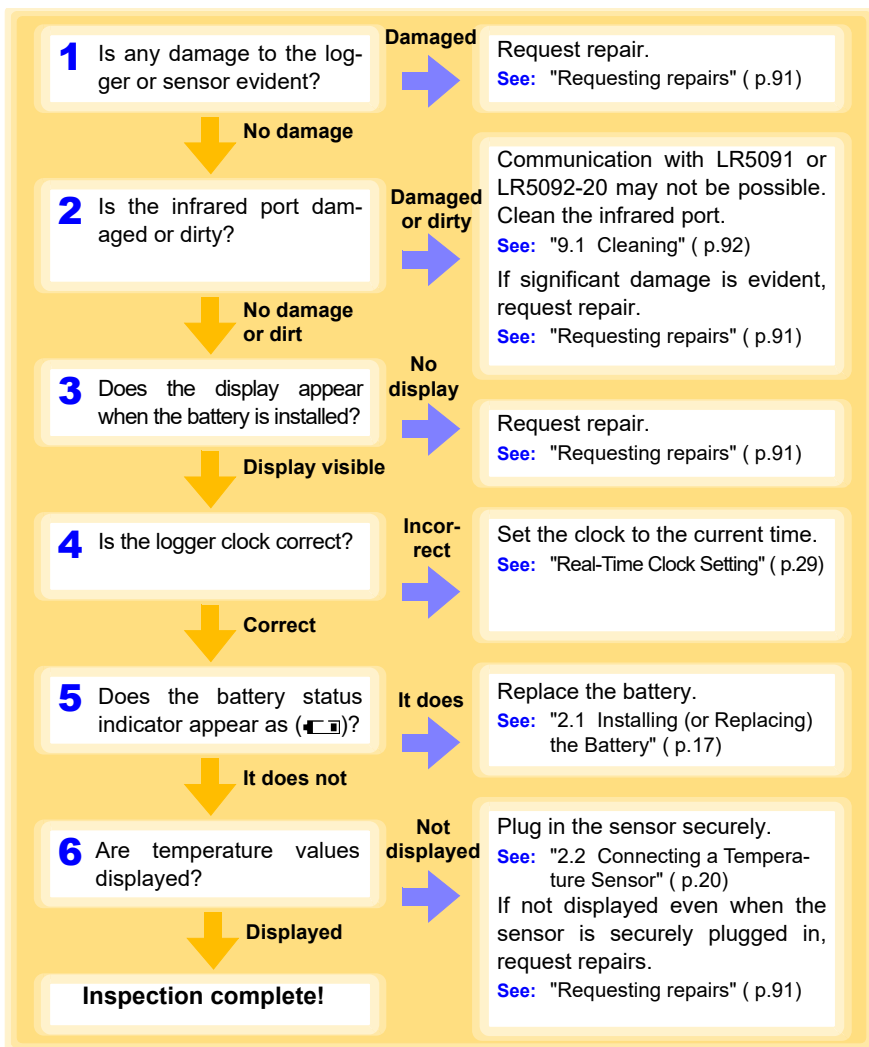 1 Is any damage to the log-
ger or sensor evident?
Damaged
Request repair.
See: "Requesting repairs" ( p.91)
No damage
2 Is the infrared port dam-
aged or dirty?
Damaged
or dirty
Communication with LR5091 or
LR5092-20 may not be possible.
Clean the infrared port.
See: "9.1 Cleaning" ( p.92)
If significant damage is evident,
request repair.
See: "Requesting repairs" ( p.91)
No damage
or dirt
3 Does the display appear
when the battery is installed?
No
display
Request repair.
See: "Requesting repairs" ( p.91)
Display visible
4 Is the logger clock correct?
Incor-
rect
Set the clock to the current time.
See: "Real-Time Clock Setting" ( p.29)
Correct
5 Does the battery status
indicator appear as ( )?
It does
Replace the battery.
See: "2.1 Installing (or Replacing)
the Battery" ( p.17)
It does not
6 Are temperature values
displayed?
Not
displayed
Plug in the sensor securely.
See: "2.2 Connecting a Tempera-
ture Sensor" ( p.20)
If not displayed even when the
sensor is securely plugged in,
request repairs.
See: "Requesting repairs" ( p.91)
Displayed
Inspection complete!